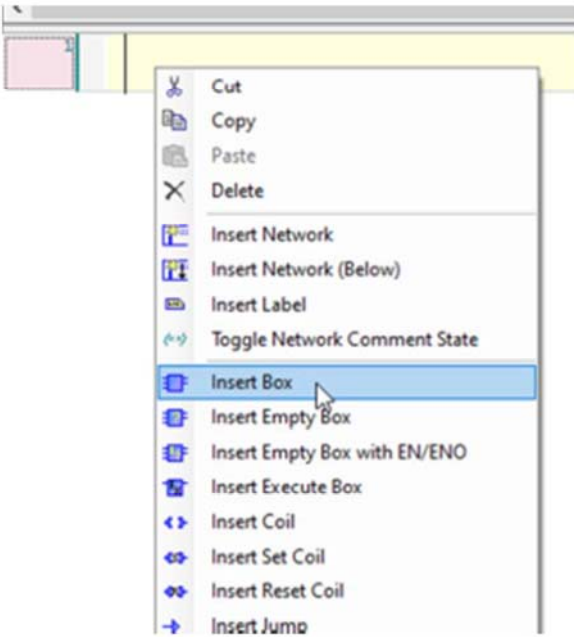 1
Cut
Copy
Paste
Delete
Insert Network
Insert Network (Below)
Insert Label
Toggle Network Comment State
Insert Box
Insert Empty Box
Insert Empty Box with EN/ENO
Insert Execute Box
Insert Coil
Insert Set Coil
Insert Reset Coil
Insert Jump